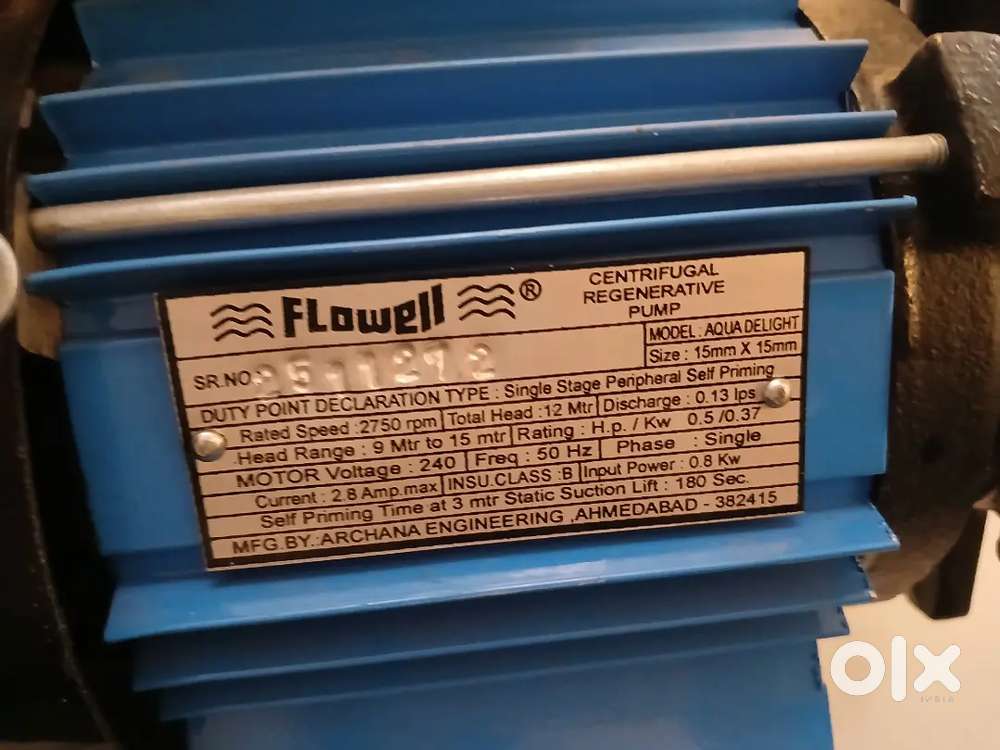 Flowell ®
CENTRIFUGAL
REGENERATIVE
PUMP
MODEL : AQUA DELIGHT
SR.NO.
Size : 15mm X 15mm
DUTY POINT DECLARATION TYPE : Single Stage Peripheral Self Priming
Rated Speed :2750 rpm Total Head :12 Mtr Discharge : 0.13 lps
Head Range : 9 Mtr to 15 mtr Rating : H.p. / Kw 0.5 /0.37
MOTOR Voltage : 240 Freq : 50 Hz Phase : Single
Current : 2.8 Amp.max INSU.CLASS :B Input Power : 0.8 Kw
Self Priming Time at 3 mtr Static Suction Lift : 180 Sec.
MFG.BY.:ARCHANA ENGINEERING ,AHMEDABAD - 382415
olx